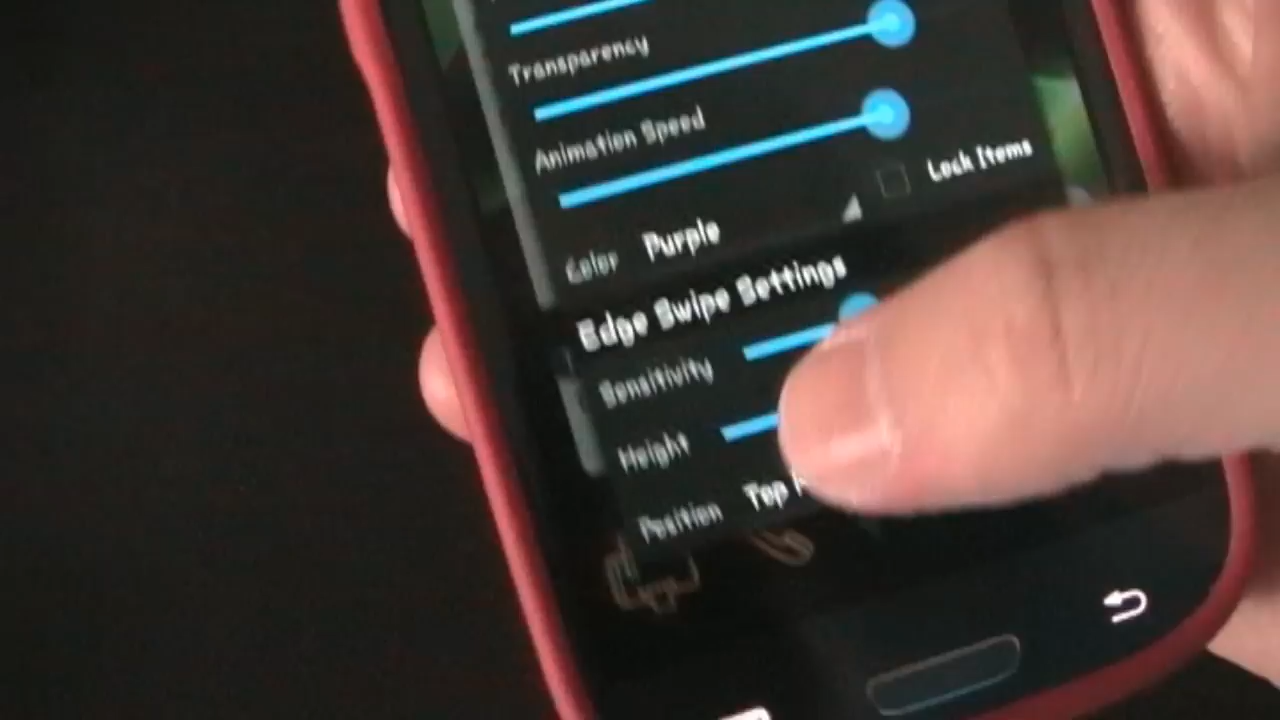 Transparency
Animation Speed
Lock Items
Color Purple
Edge Swipe Settings
Sensitivity
Height
Position Top